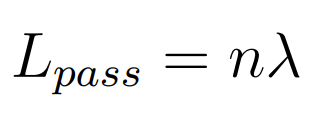 L_{pass} = nλ